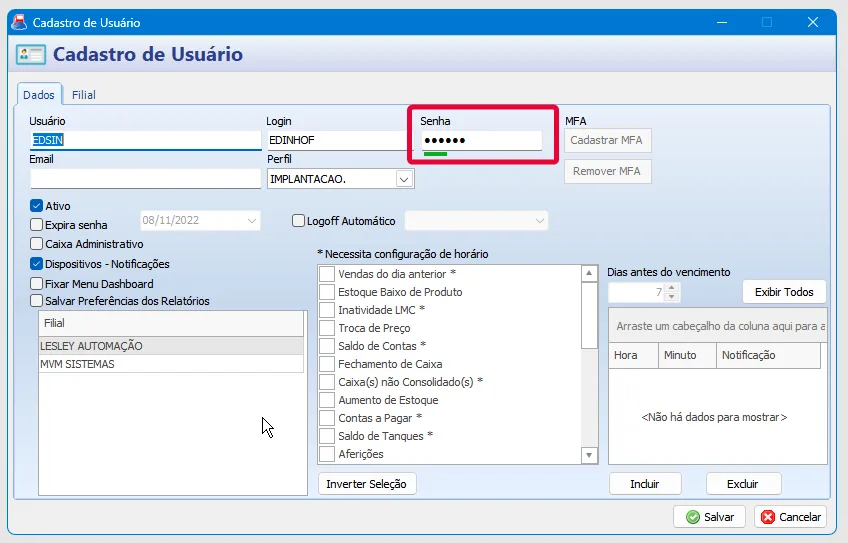 Cadastro de Usuário
Cadastro de Usuário
Dados Filial
Usuário Login Senha MFA
EDSIN EDINHOF ●●●●●● Cadastrar MFA
Email Perfil
IMPLANTACAO. Remover MFA
Ativo
Expira senha 08/11/2022 Logoff Automático
Caixa Administrativo
Dispositivos - Notificações
Fixar Menu Dashboard
Salvar Preferências dos Relatórios
Filial
LESLEY AUTOMAÇÃO
MVM SISTEMAS
* Necessita configuração de horário
Vendas do dia anterior *
Estoque Baixo de Produto
Inatividade LMC *
Troca de Preço
Saldo de Contas *
Fechamento de Caixa
Caixa(s) não Consolidado(s) *
Aumento de Estoque
Contas a Pagar *
Saldo de Tanques *
Aferições
Inverter Seleção
Dias antes do vencimento
7 Exibir Todos
Arraste um cabeçalho da coluna aqui para a
Hora Minuto Notificação
<Não há dados para mostrar>
Incluir Excluir
Salvar Cancelar